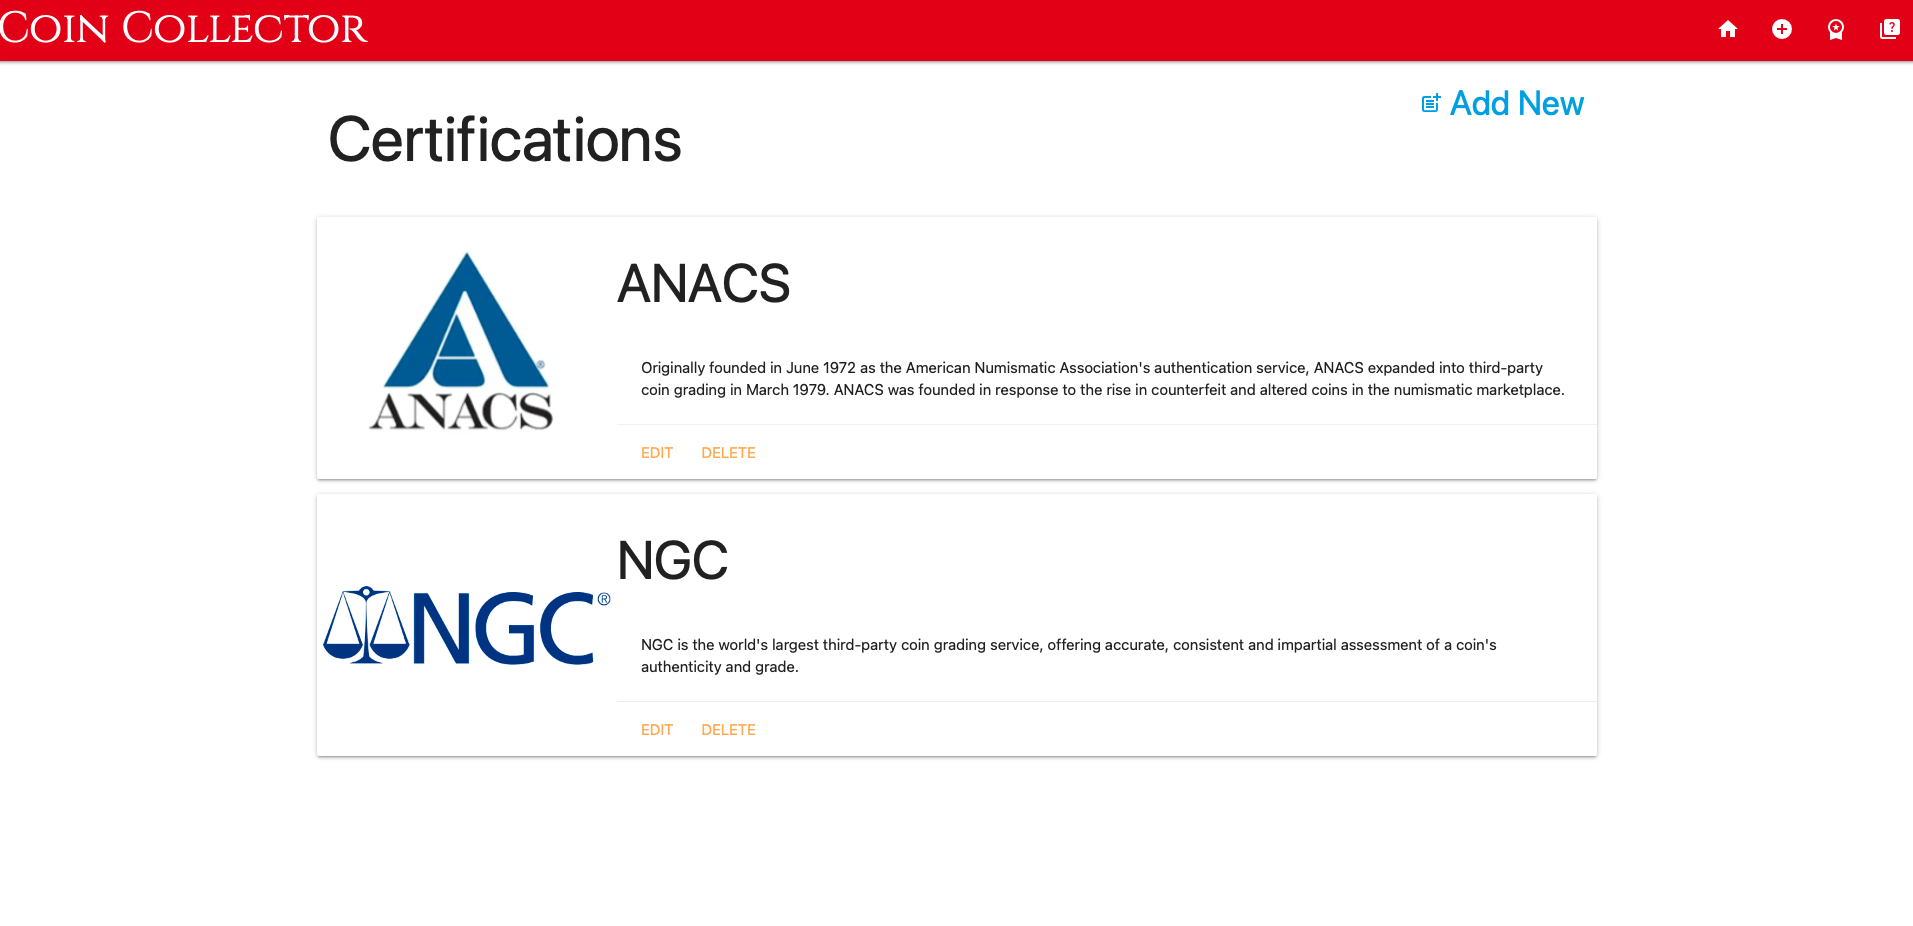 COIN COLLECTOR
Add New
Certifications
ANACS
ANACS
®
Originally founded in June 1972 as the American Numismatic Association's authentication service, ANACS expanded into third-party
coin grading in March 1979. ANACS was founded in response to the rise in counterfeit and altered coins in the numismatic marketplace.
EDIT DELETE
NGC
NGC®
NGC is the world's largest third-party coin grading service, offering accurate, consistent and impartial assessment of a coin's
authenticity and grade.
EDIT DELETE